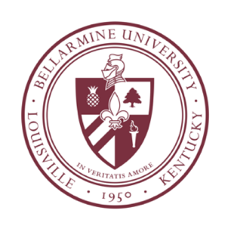 BELLARMINE UNIVERSITY
LOUISVILLE · 1950 · KENTUCKY
IN VERITATIS AMORE